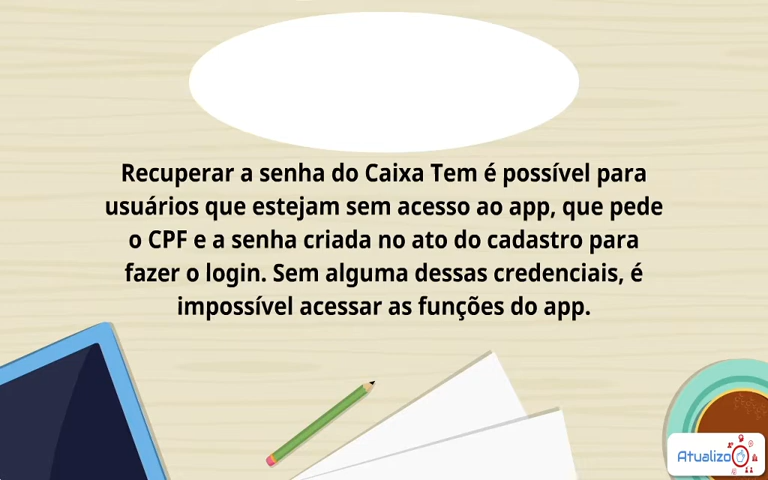 Recuperar a senha do Caixa Tem é possível para
usuários que estejam sem acesso ao app, que pede
o CPF e a senha criada no ato do cadastro para
fazer o login. Sem alguma dessas credenciais, é
impossível acessar as funções do app.
Atualizo